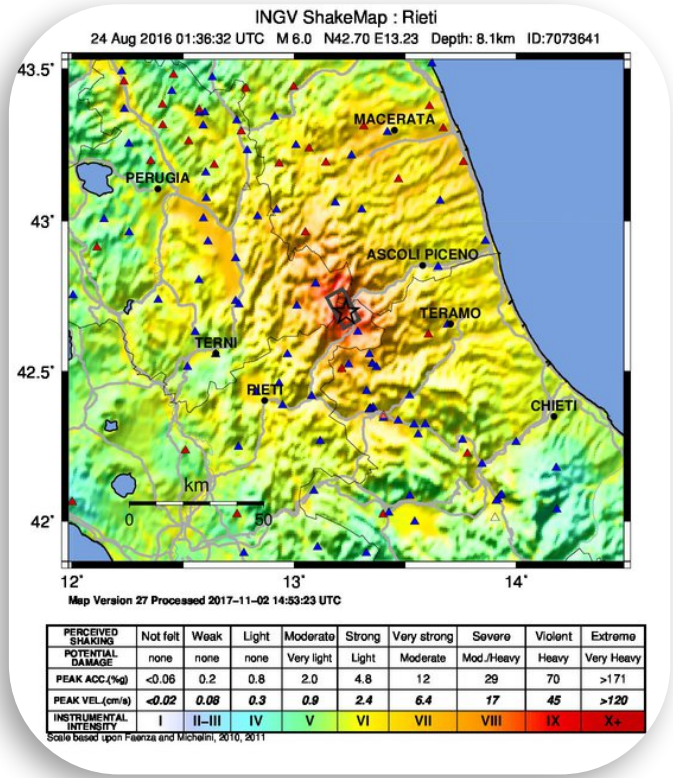 INGV ShakeMap : Rieti
24 Aug 2016 01:36:32 UTC M 6.0 N42.70 E13.23 Depth: 8.1km ID:7073641
43.5˚
MACERATA
PERUGIA
43˚
ASCOLI PICENO
TERAMO
TERNI
42.5˚
RIETI
CHIETI
km
0 50
42˚
12˚ 13˚ 14˚
Map Version 27 Processed 2017-11-02 14:53:23 UTC
PERCEIVED SHAKING Not felt Weak Light Moderate Strong Very strong Severe Violent Extreme
POTENTIAL DAMAGE none none none Very light Light Moderate Mod./Heavy Heavy Very Heavy
PEAK ACC.(%g) <0.06 0.2 0.8 2.0 4.8 12 29 70 >171
PEAK VEL.(cm/s) <0.02 0.08 0.3 0.9 2.4 6.4 17 45 >120
INSTRUMENTAL INTENSITY I II-III IV V VI VII VIII IX X+
Scale based upon Faenza and Michelini, 2010, 2011